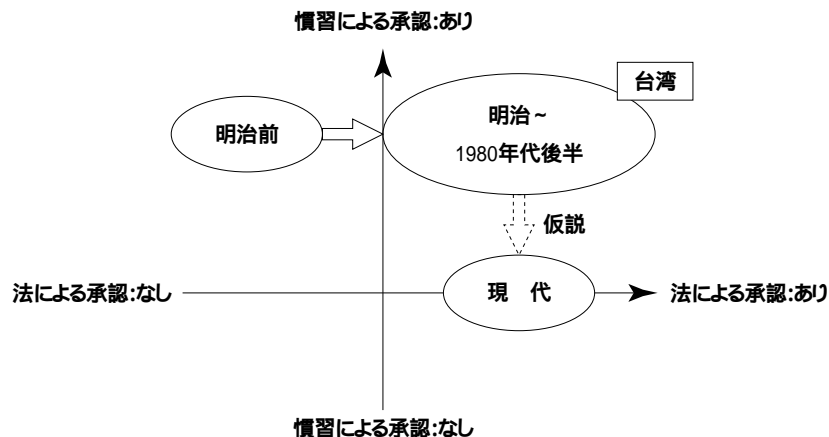 慣習による承認:あり
台湾
明治前
明治~
1980年代後半
仮説
法による承認:なし
現　代
法による承認:あり
慣習による承認:なし